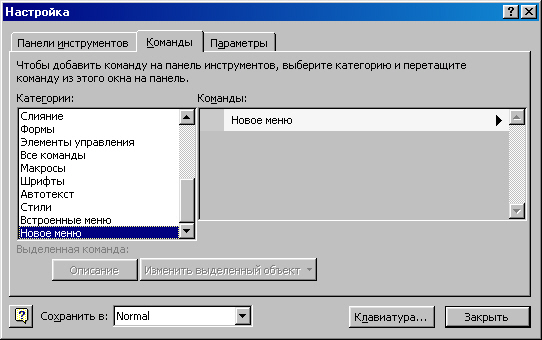 Настройка
Панели инструментов
Команды
Параметры
Чтобы добавить команду на панель инструментов, выберите категорию и перетащите
команду из этого окна на панель.
Категории:
Команды:
Слияние
Формы
Элементы управления
Все команды
Макросы
Шрифты
Автотекст
Стили
Встроенные меню
Новое меню
Новое меню
Выделенная команда:
Описание
Изменить выделенный объект
Сохранить в:
Normal
Клавиатура...
Закрыть